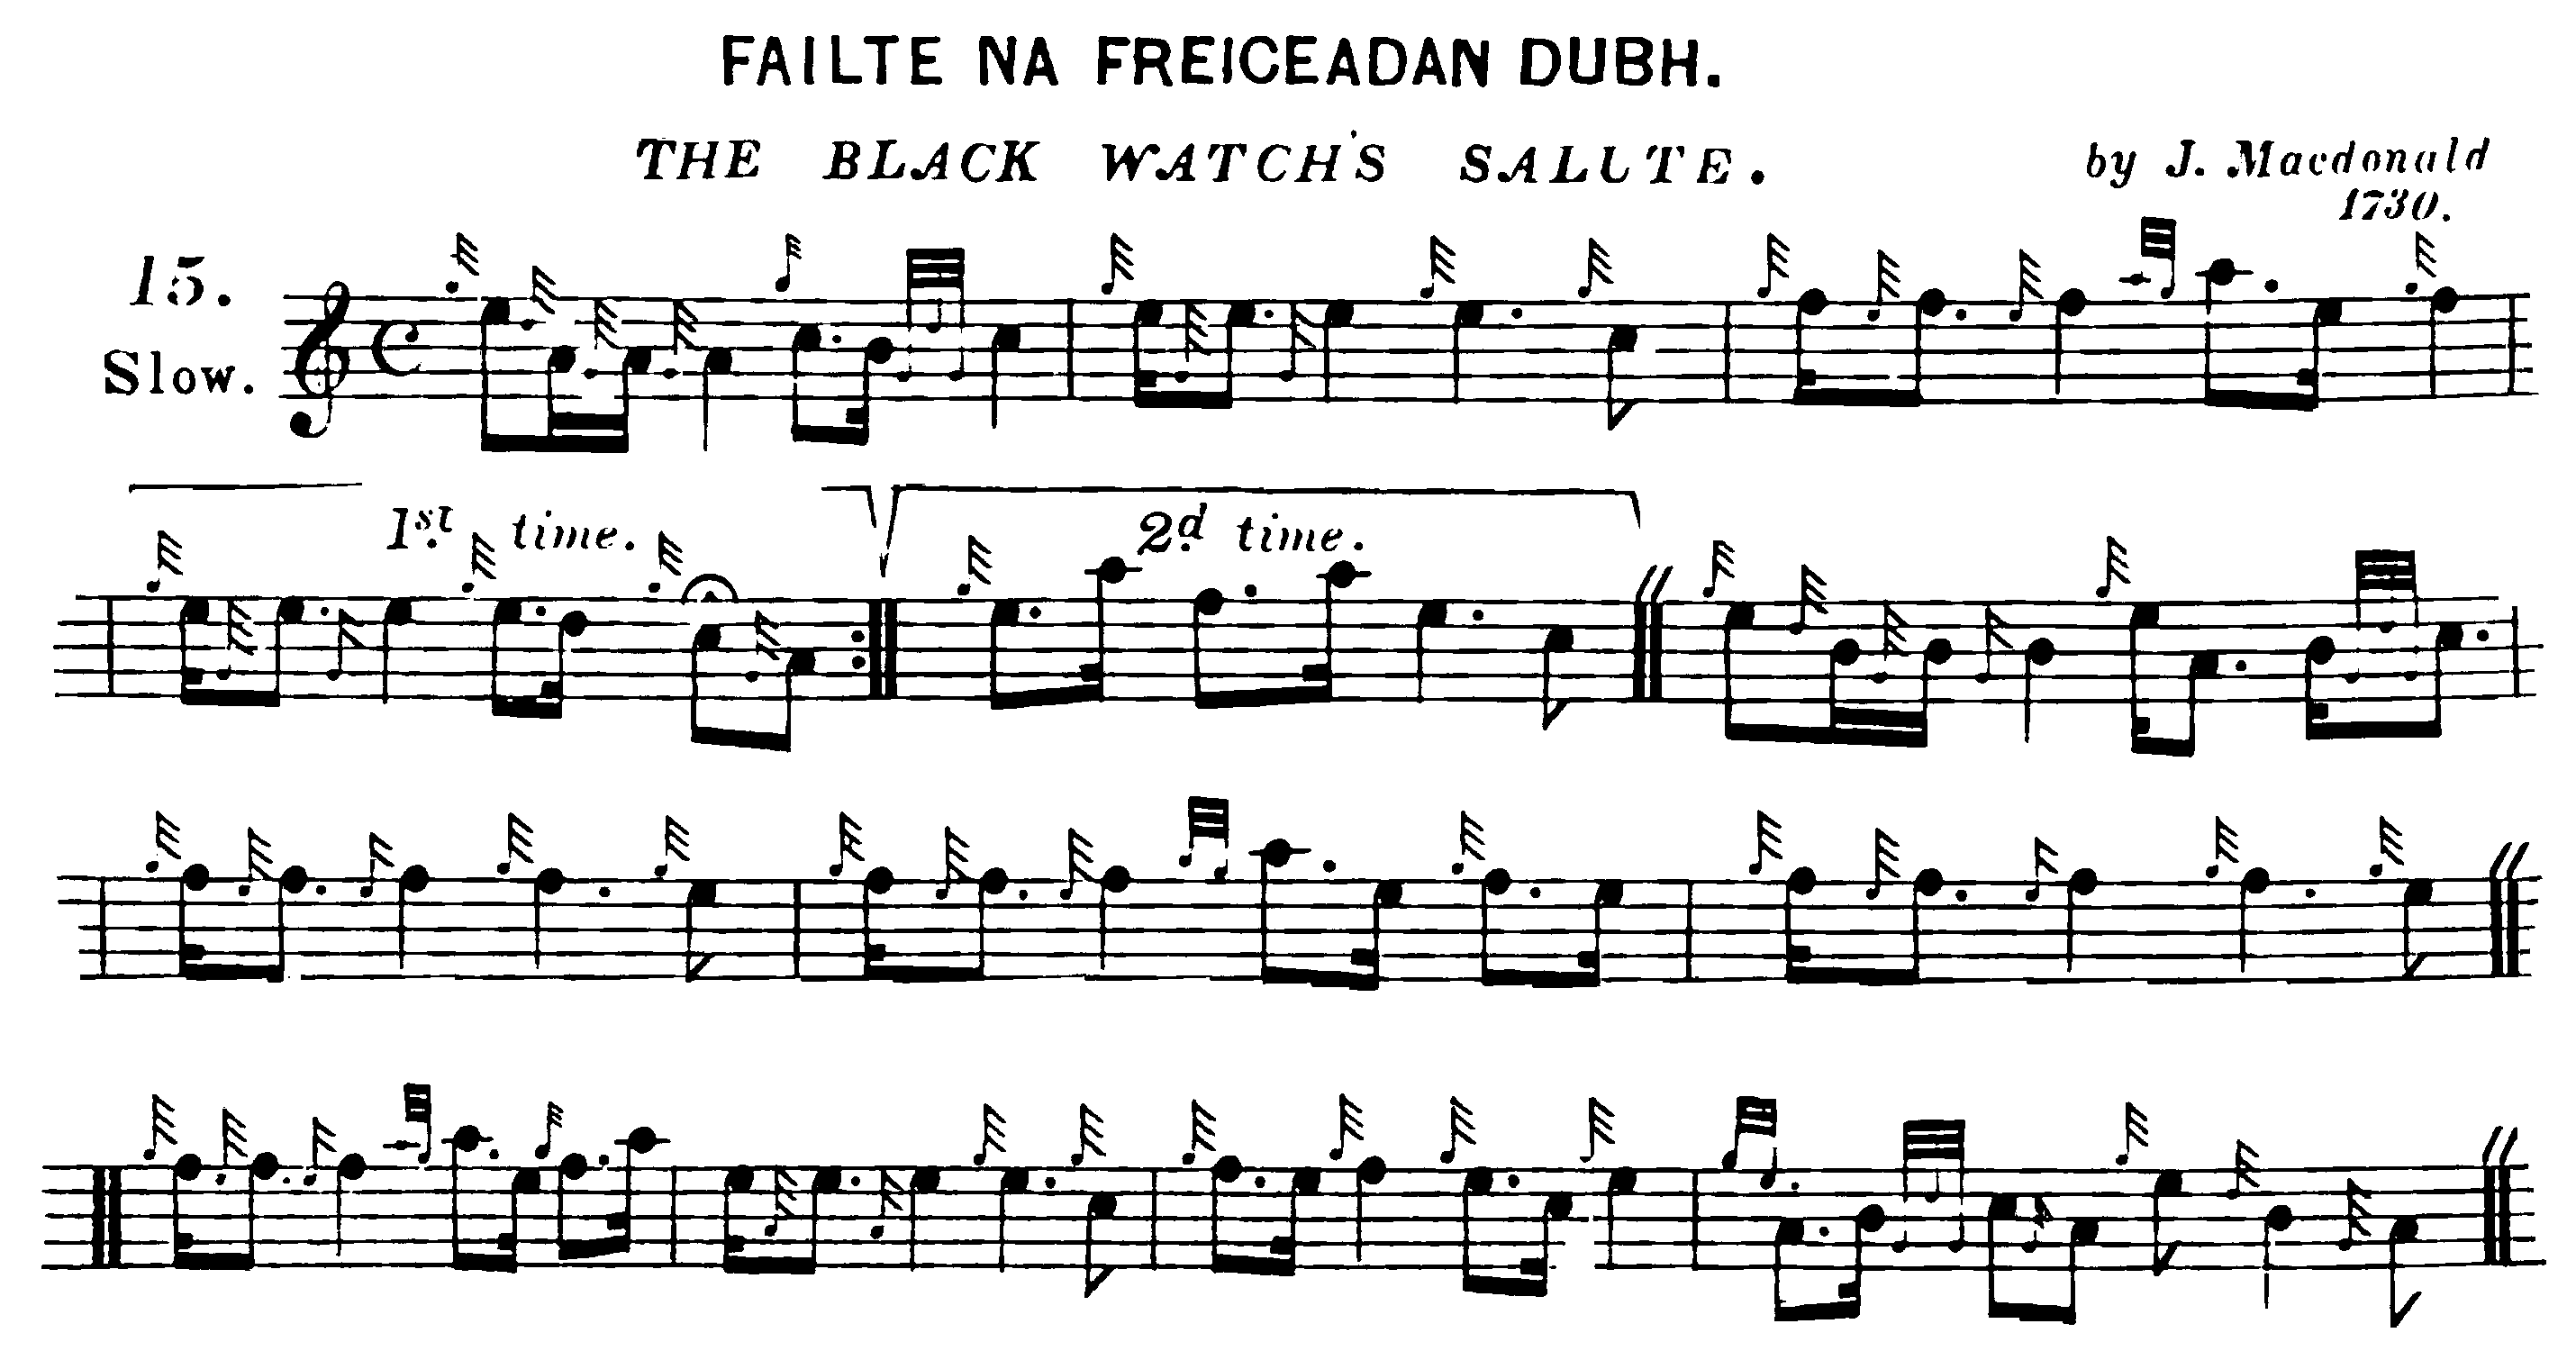 FAILTE NA FREICEADAN DUBH.
THE BLACK WATCH'S SALUTE.
by J. Macdonald
1730.
15.
Slow.
1st. time.
2d. time.